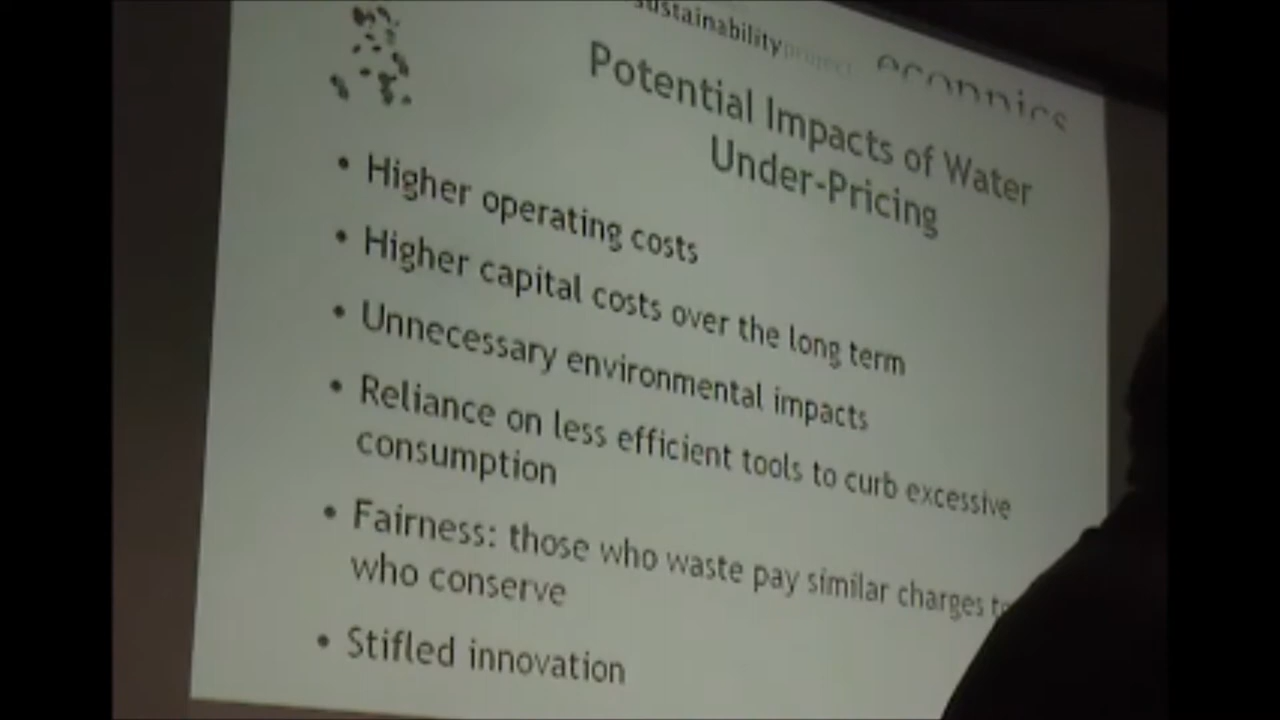 sustainabilityproject
econnics
Potential Impacts of Water
Under-Pricing
• Higher operating costs
• Higher capital costs over the long term
• Unnecessary environmental impacts
• Reliance on less efficient tools to curb excessive
consumption
• Fairness: those who waste pay similar charges
who conserve
• Stifled innovation